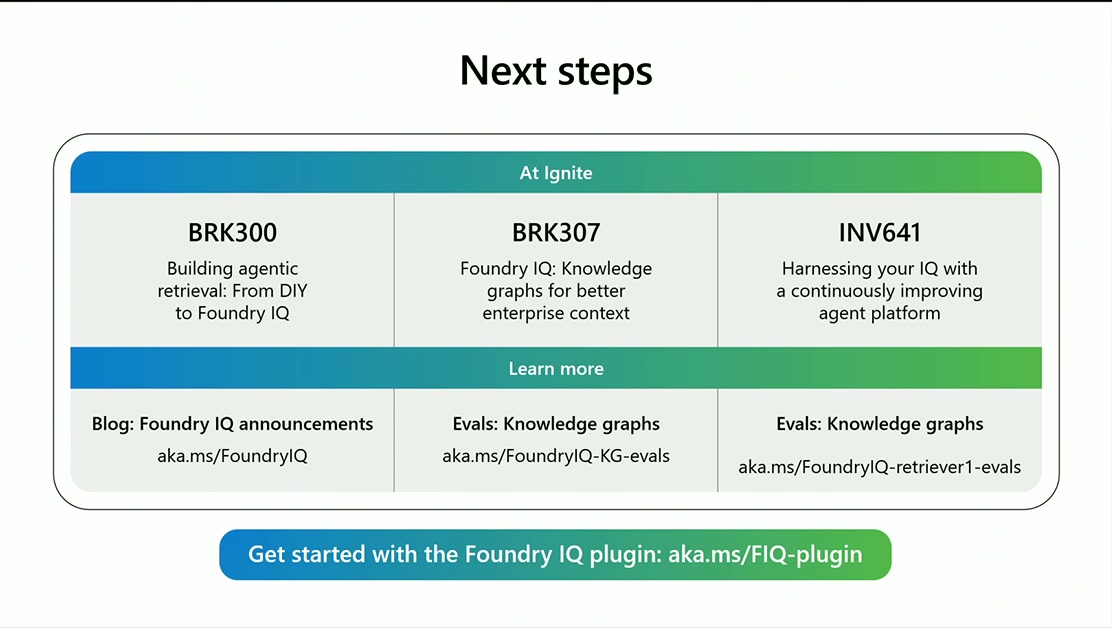 Next steps
At Ignite
BRK300
Building agentic
retrieval: From DIY
to Foundry IQ
BRK307
Foundry IQ: Knowledge
graphs for better
enterprise context
INV641
Harnessing your IQ with
a continuously improving
agent platform
Learn more
Blog: Foundry IQ announcements
aka.ms/FoundryIQ
Evals: Knowledge graphs
aka.ms/FoundryIQ-KG-evals
Evals: Knowledge graphs
aka.ms/FoundryIQ-retriever1-evals
Get started with the Foundry IQ plugin: aka.ms/FIQ-plugin